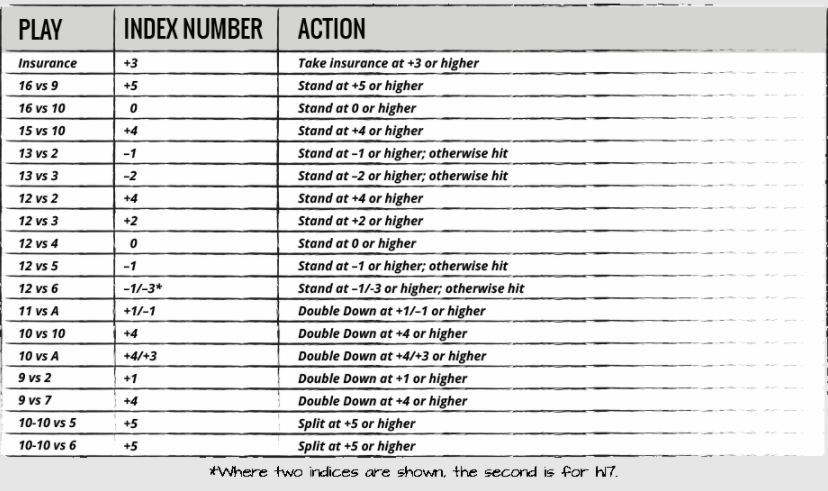 PLAY INDEX NUMBER ACTION
Insurance +3 Take insurance at +3 or higher
16 vs 9 +5 Stand at +5 or higher
16 vs 10 0 Stand at 0 or higher
15 vs 10 +4 Stand at +4 or higher
13 vs 2 –1 Stand at –1 or higher; otherwise hit
13 vs 3 –2 Stand at –2 or higher; otherwise hit
12 vs 2 +4 Stand at +4 or higher
12 vs 3 +2 Stand at +2 or higher
12 vs 4 0 Stand at 0 or higher
12 vs 5 –1 Stand at –1 or higher; otherwise hit
12 vs 6 –1/–3* Stand at –1/-3 or higher; otherwise hit
11 vs A +1/–1 Double Down at +1/–1 or higher
10 vs 10 +4 Double Down at +4 or higher
10 vs A +4/+3 Double Down at +4/+3 or higher
9 vs 2 +1 Double Down at +1 or higher
9 vs 7 +4 Double Down at +4 or higher
10-10 vs 5 +5 Split at +5 or higher
10-10 vs 6 +5 Split at +5 or higher
*Where two indices are shown, the second is for h17.